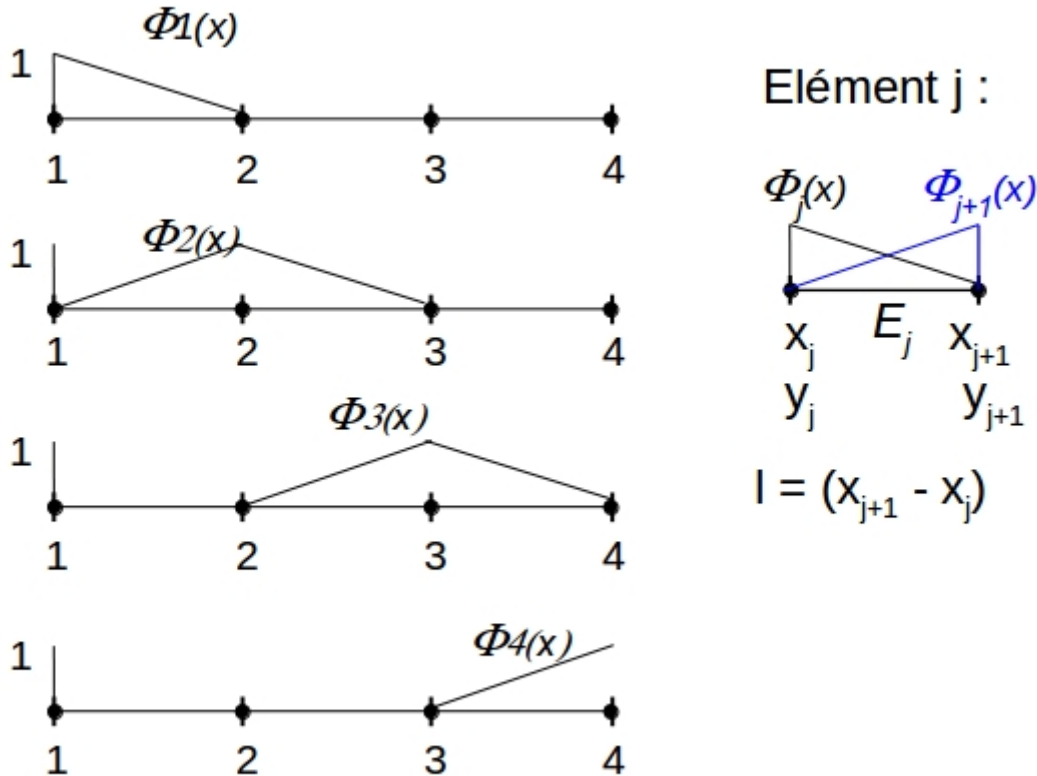 Φ1(x)
1
1 2 3 4
Φ2(x)
1
1 2 3 4
Φ3(x)
1
1 2 3 4
Φ4(x)
1
1 2 3 4
Elément j :
Φj(x) Φj+1(x)
Ej
xj xj+1
yj yj+1
l = (xj+1 - xj)